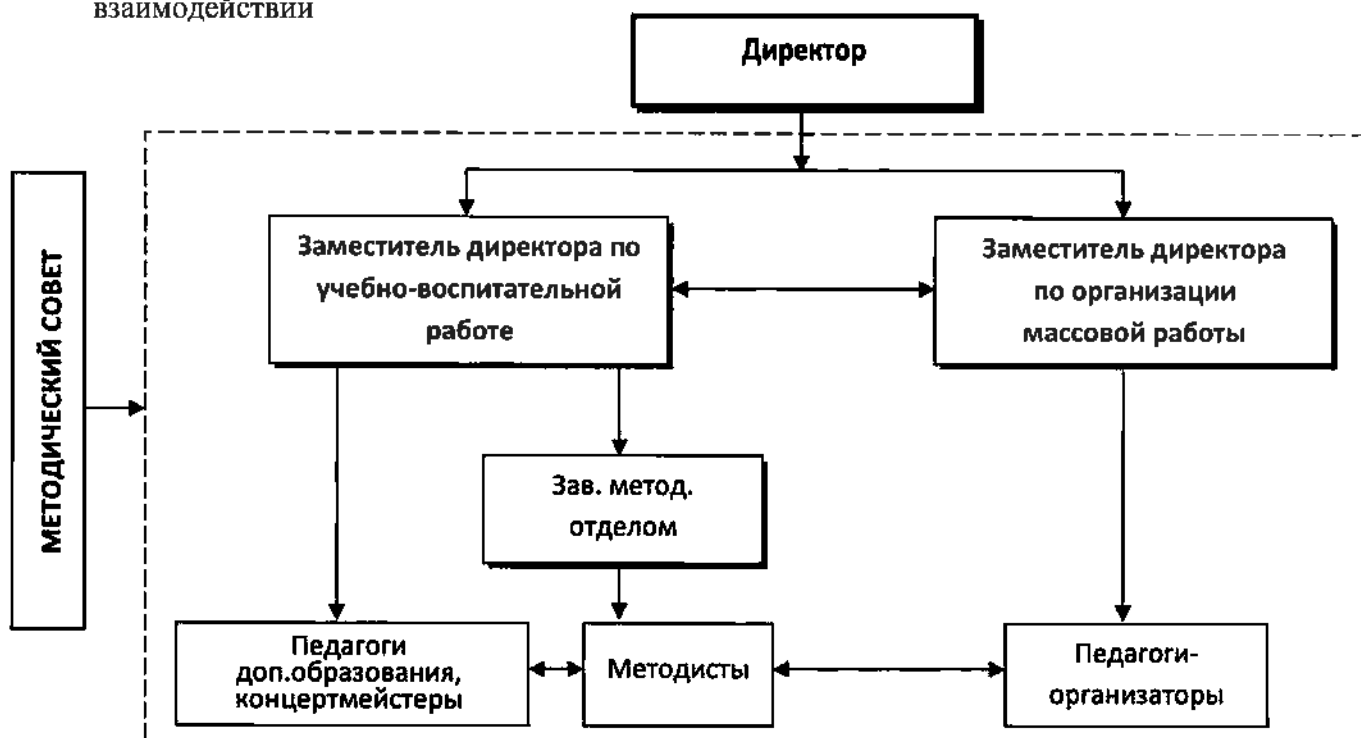 взаимодействии
Директор
МЕТОДИЧЕСКИЙ СОВЕТ
Заместитель директора по
учебно-воспитательной
работе
Заместитель директора
по организации
массовой работы
Зав. метод.
отделом
Педагоги
доп.образования,
концертмейстеры
Методисты
Педагоги-
организаторы